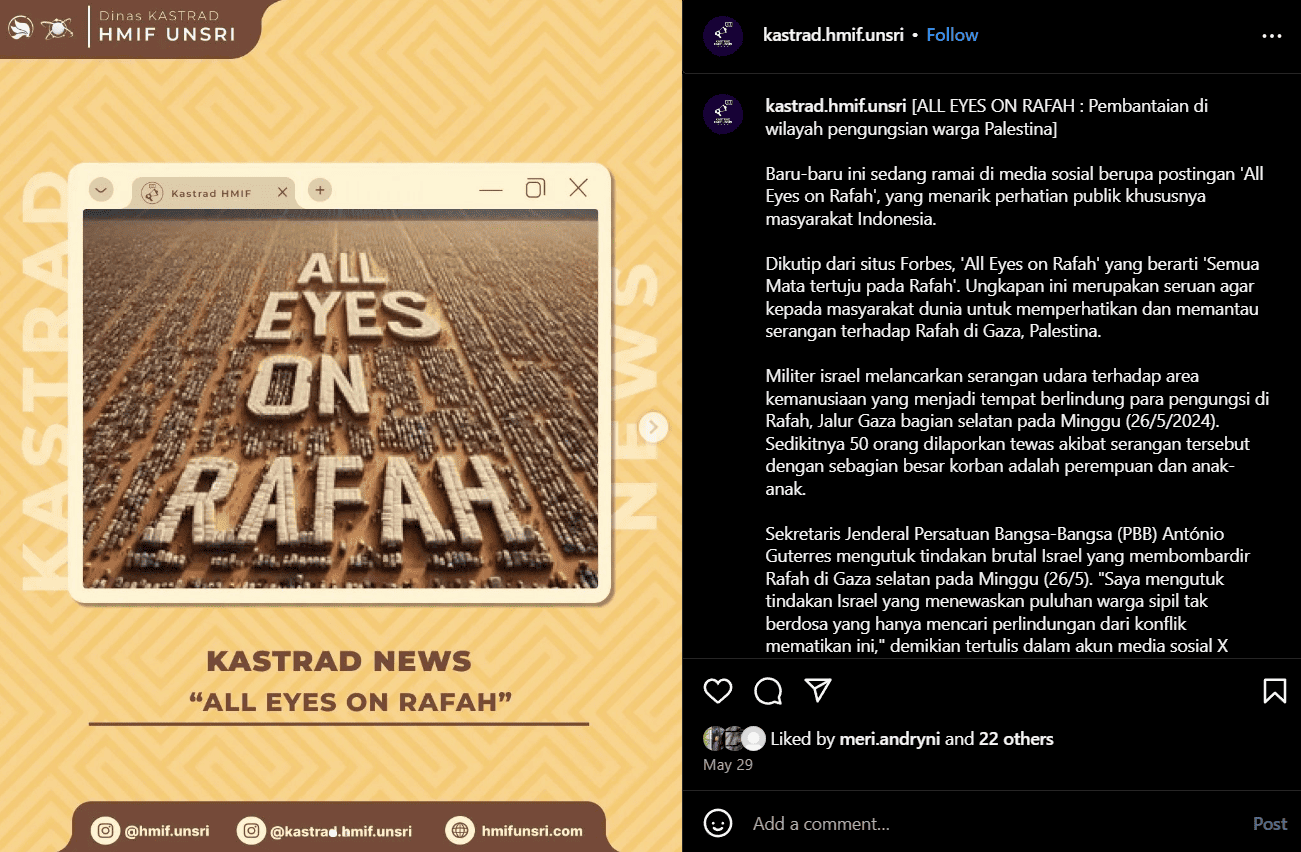 Dinas KASTRAD
HMIF UNSRI
KASTRAD
NEWS
Kastrad HMIF
ALL
EYES
ON
RAFAH
KASTRAD NEWS
“ALL EYES ON RAFAH”
@hmif.unsri
@kastrad.hmif.unsri
hmifunsri.com
kastrad.hmif.unsri • Follow
kastrad.hmif.unsri [ALL EYES ON RAFAH : Pembantaian di
wilayah pengungsian warga Palestina]
Baru-baru ini sedang ramai di media sosial berupa postingan 'All
Eyes on Rafah', yang menarik perhatian publik khususnya
masyarakat Indonesia.
Dikutip dari situs Forbes, 'All Eyes on Rafah' yang berarti 'Semua
Mata tertuju pada Rafah'. Ungkapan ini merupakan seruan agar
kepada masyarakat dunia untuk memperhatikan dan memantau
serangan terhadap Rafah di Gaza, Palestina.
Militer israel melancarkan serangan udara terhadap area
kemanusiaan yang menjadi tempat berlindung para pengungsi di
Rafah, Jalur Gaza bagian selatan pada Minggu (26/5/2024).
Sedikitnya 50 orang dilaporkan tewas akibat serangan tersebut
dengan sebagian besar korban adalah perempuan dan anak-
anak.
Sekretaris Jenderal Persatuan Bangsa-Bangsa (PBB) António
Guterres mengutuk tindakan brutal Israel yang membombardir
Rafah di Gaza selatan pada Minggu (26/5). "Saya mengutuk
tindakan Israel yang menewaskan puluhan warga sipil tak
berdosa yang hanya mencari perlindungan dari konflik
mematikan ini," demikian tertulis dalam akun media sosial X
Liked by meri.andryni and 22 others
May 29
Add a comment...
Post